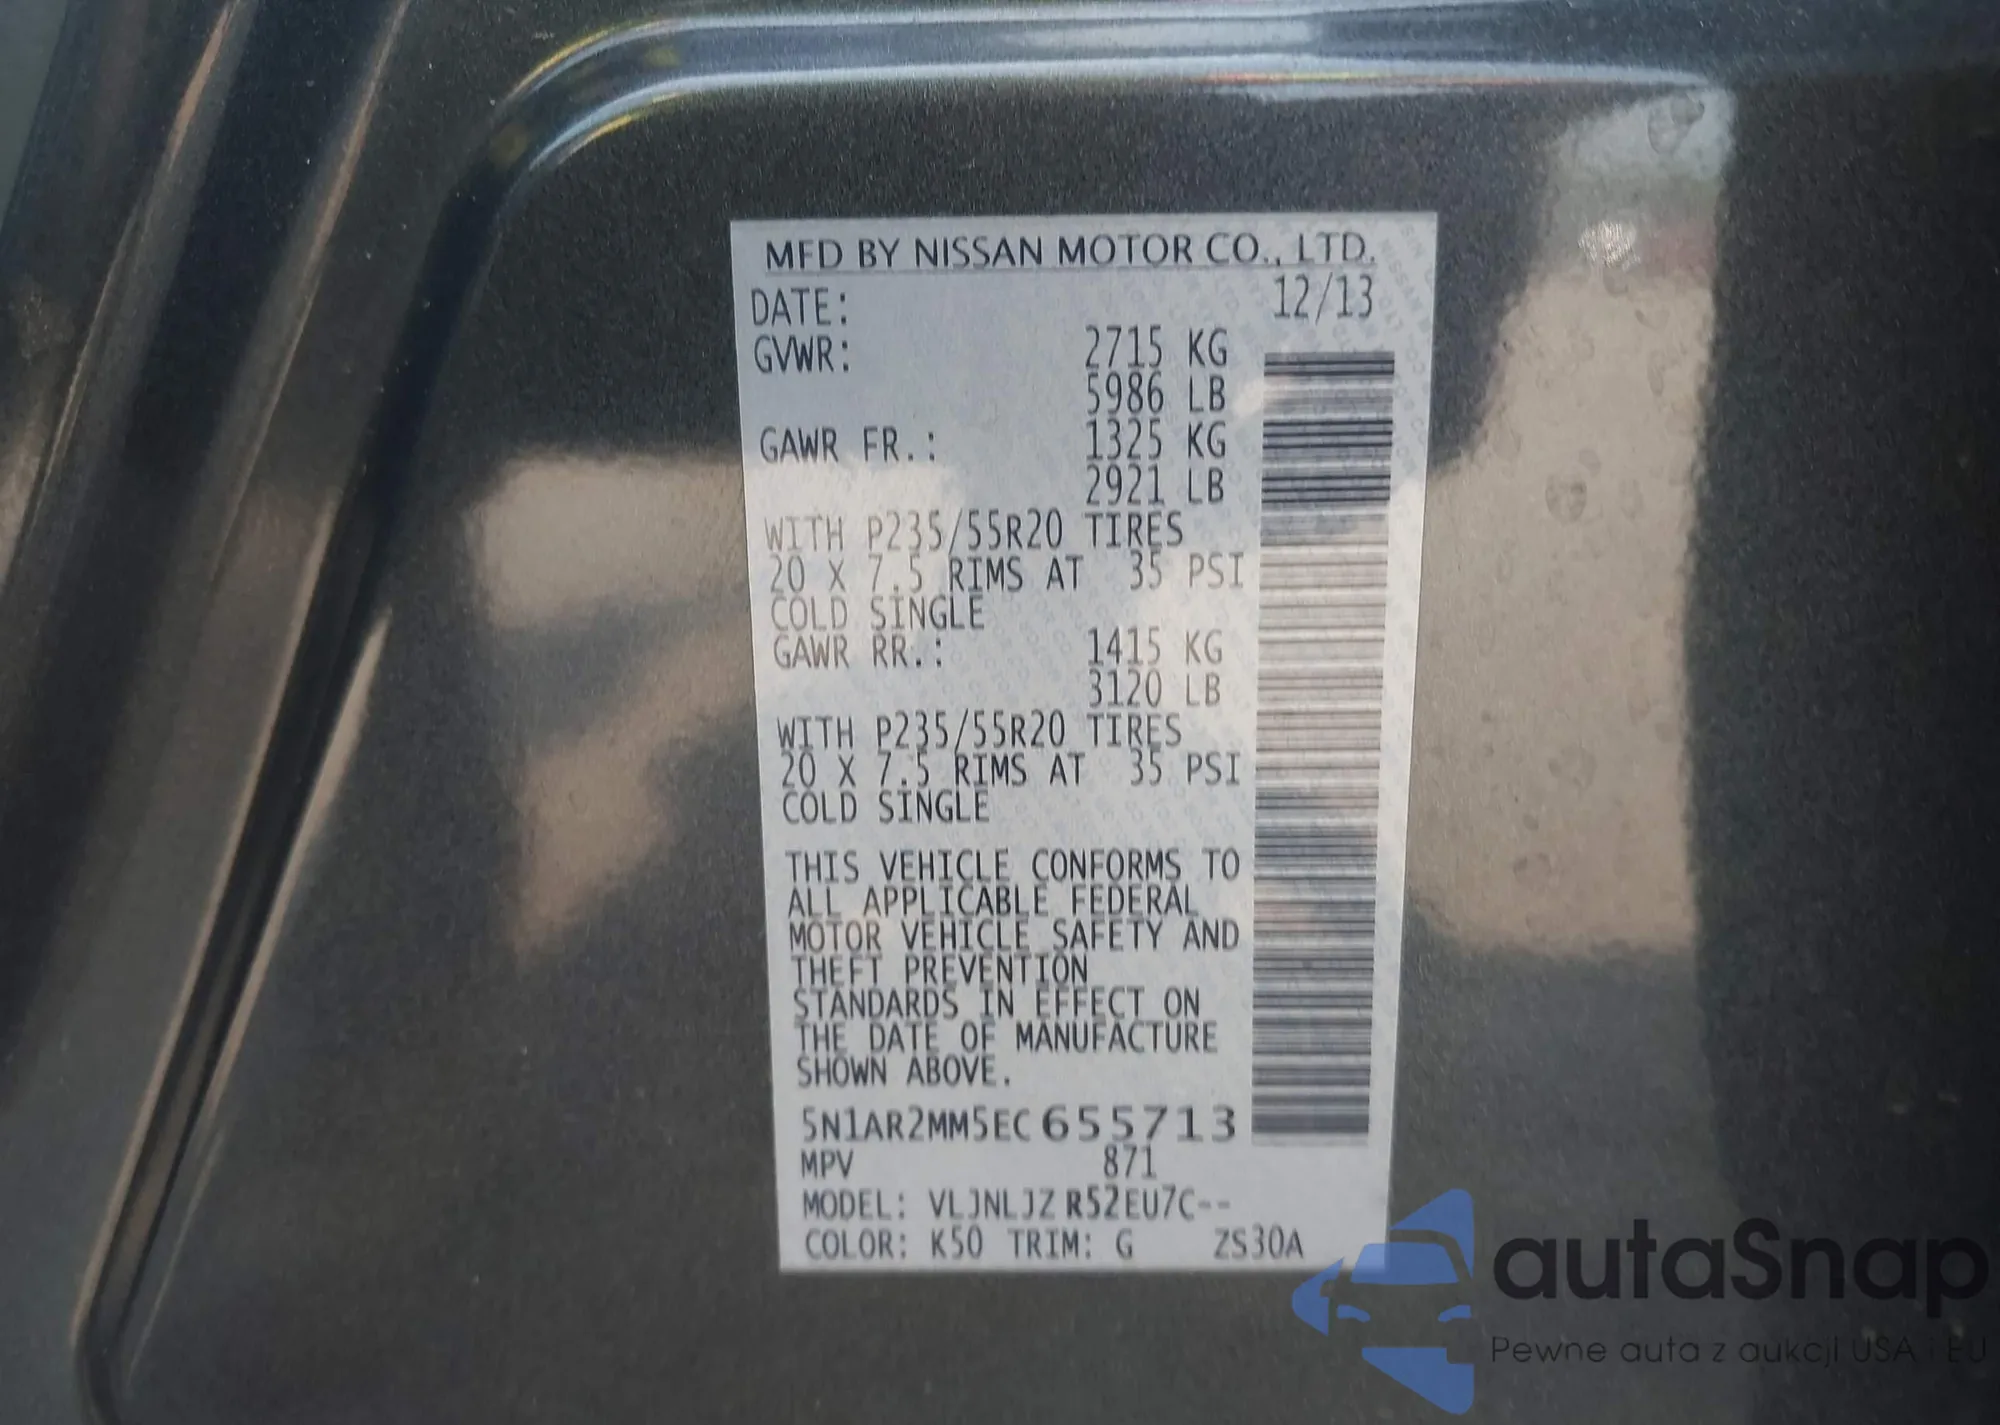 MFD BY NISSAN MOTOR CO., LTD.
DATE: 12/13
GVWR: 2715 KG
5986 LB
GAWR FR.: 1325 KG
2921 LB
WITH P235/55R20 TIRES
20 X 7.5 RIMS AT 35 PSI
COLD SINGLE
GAWR RR.: 1415 KG
3120 LB
WITH P235/55R20 TIRES
20 X 7.5 RIMS AT 35 PSI
COLD SINGLE
THIS VEHICLE CONFORMS TO
ALL APPLICABLE FEDERAL
MOTOR VEHICLE SAFETY AND
THEFT PREVENTION
STANDARDS IN EFFECT ON
THE DATE OF MANUFACTURE
SHOWN ABOVE.
5N1AR2MM5EC655713
MPV 871
MODEL: VLJNLJZ R52EU7C--
COLOR: K50 TRIM: G ZS30A
autaSnap
Pewne auta z aukcji USA i EU